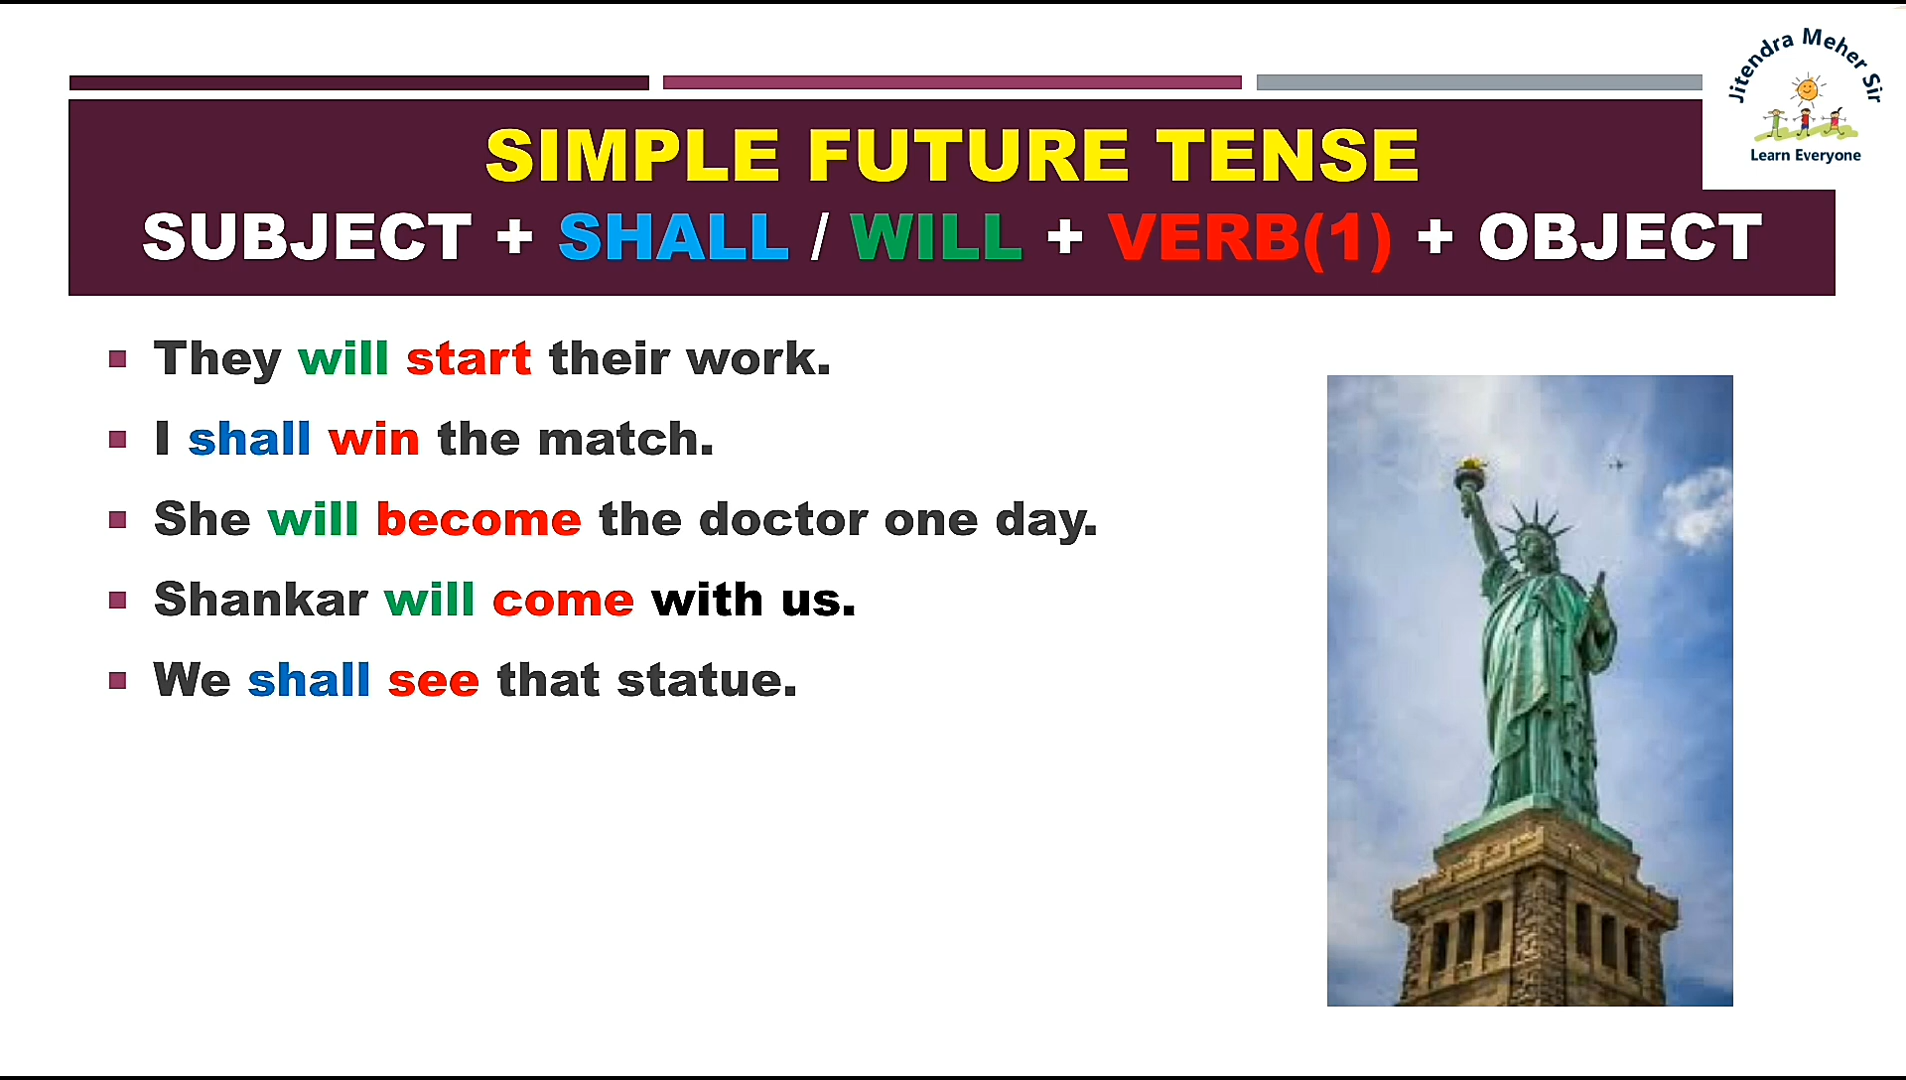 Jitendra Meher Sir
Learn Everyone
SIMPLE FUTURE TENSE
SUBJECT + SHALL / WILL + VERB(1) + OBJECT
They will start their work.
I shall win the match.
She will become the doctor one day.
Shankar will come with us.
We shall see that statue.